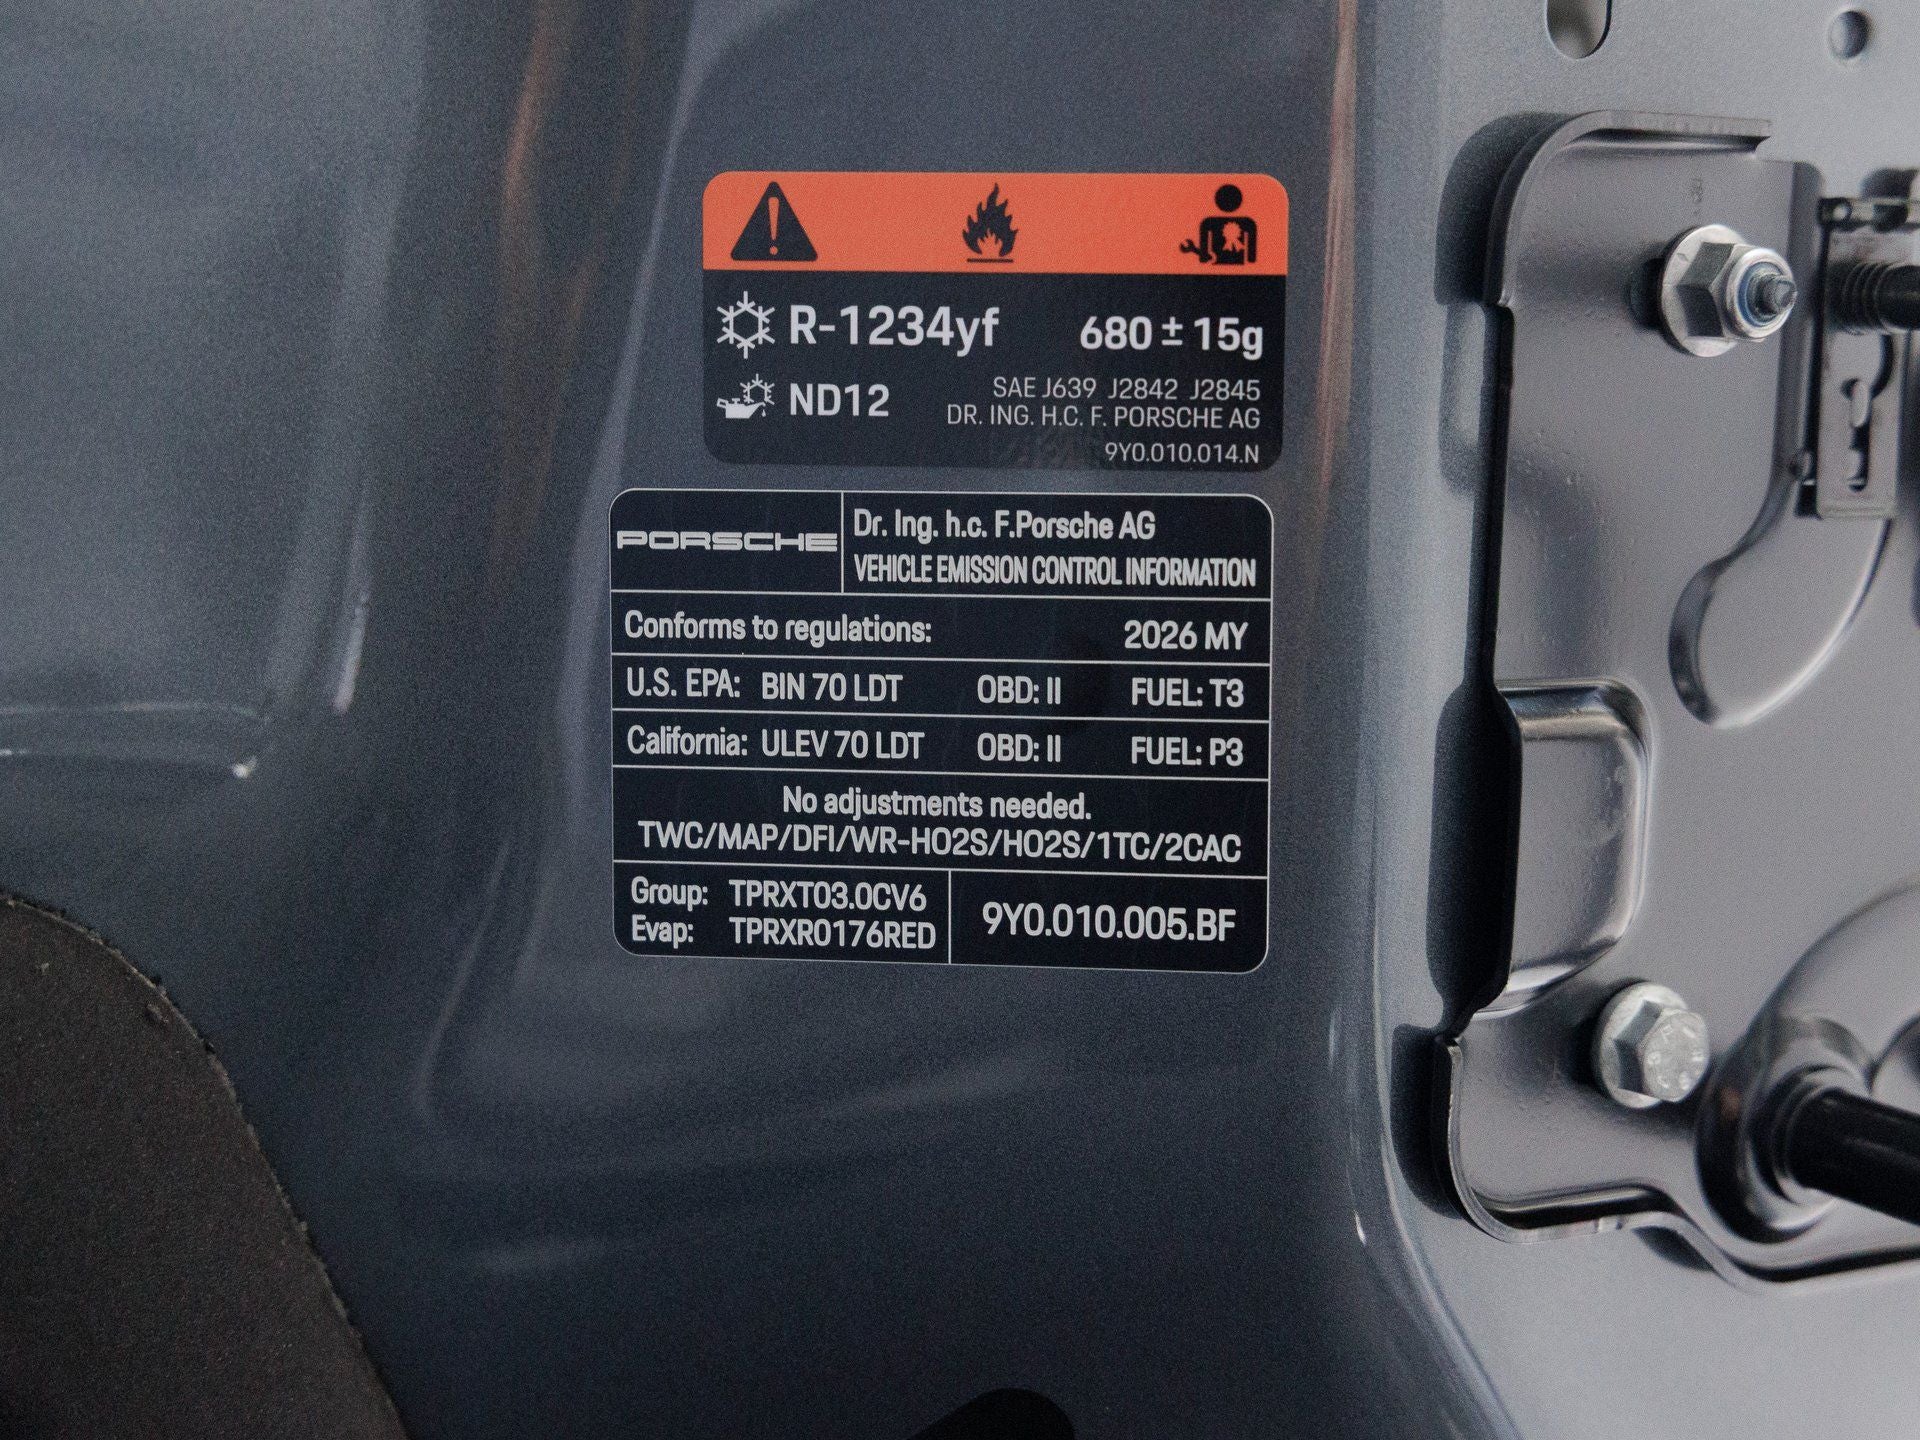 R-1234yf 680 ± 15g
ND12
SAE J639 J2842 J2845
DR. ING. H.C. F. PORSCHE AG
9Y0.010.014.N
PORSCHE
Dr. Ing. h.c. F.Porsche AG
VEHICLE EMISSION CONTROL INFORMATION
Conforms to regulations: 2026 MY
U.S. EPA: BIN 70 LDT OBD: II FUEL: T3
California: ULEV 70 LDT OBD: II FUEL: P3
No adjustments needed.
TWC/MAP/DFI/WR-HO2S/HO2S/1TC/2CAC
Group: TPRXT03.0CV6
Evap: TPRXR0176RED
9Y0.010.005.BF